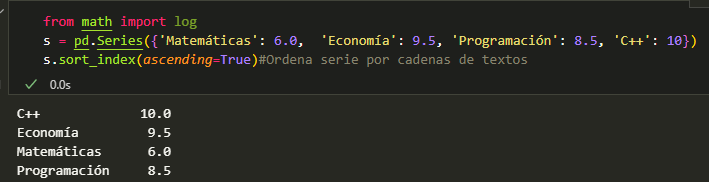 from math import log
s = pd.Series({'Matemáticas': 6.0,  'Economía': 9.5, 'Programación': 8.5, 'C++': 10})
s.sort_index(ascending=True)#Ordena serie por cadenas de textos
0.0s
C++ 10.0
Economía 9.5
Matemáticas 6.0
Programación 8.5